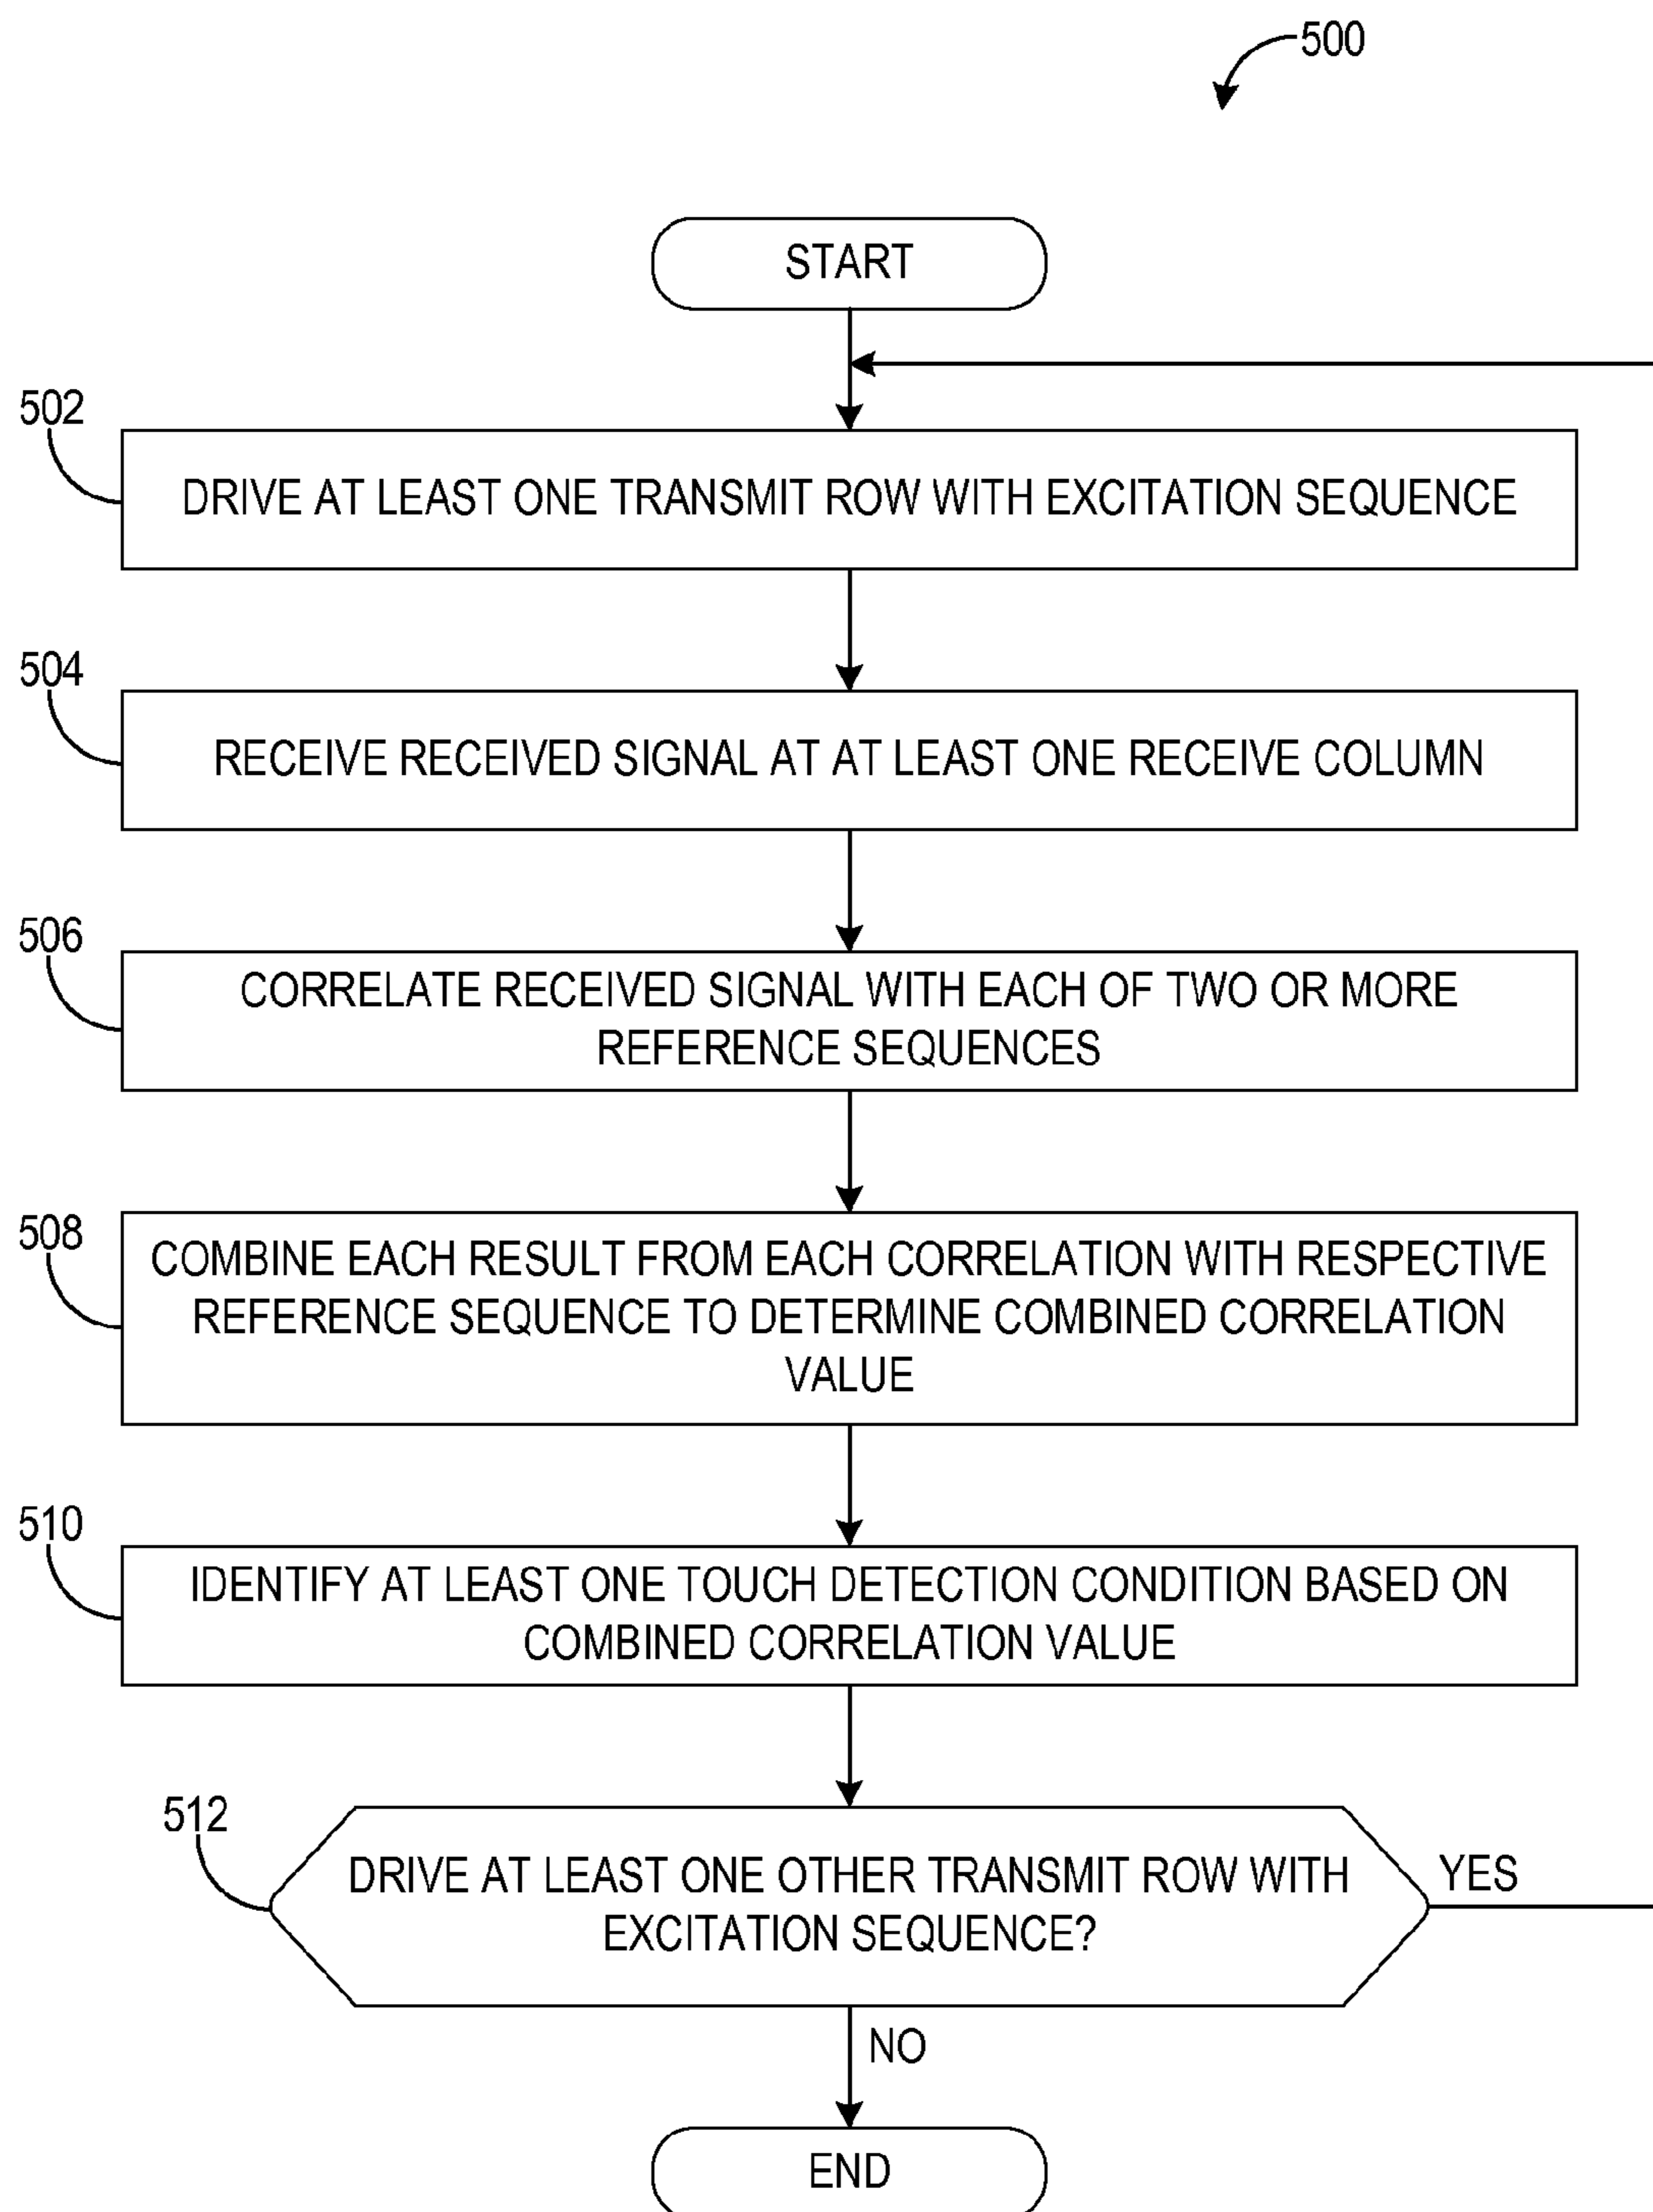 500
START
502
DRIVE AT LEAST ONE TRANSMIT ROW WITH EXCITATION SEQUENCE
504
RECEIVE RECEIVED SIGNAL AT AT LEAST ONE RECEIVE COLUMN
506
CORRELATE RECEIVED SIGNAL WITH EACH OF TWO OR MORE
REFERENCE SEQUENCES
508
COMBINE EACH RESULT FROM EACH CORRELATION WITH RESPECTIVE
REFERENCE SEQUENCE TO DETERMINE COMBINED CORRELATION
VALUE
510
IDENTIFY AT LEAST ONE TOUCH DETECTION CONDITION BASED ON
COMBINED CORRELATION VALUE
512
DRIVE AT LEAST ONE OTHER TRANSMIT ROW WITH
EXCITATION SEQUENCE?
YES
NO
END